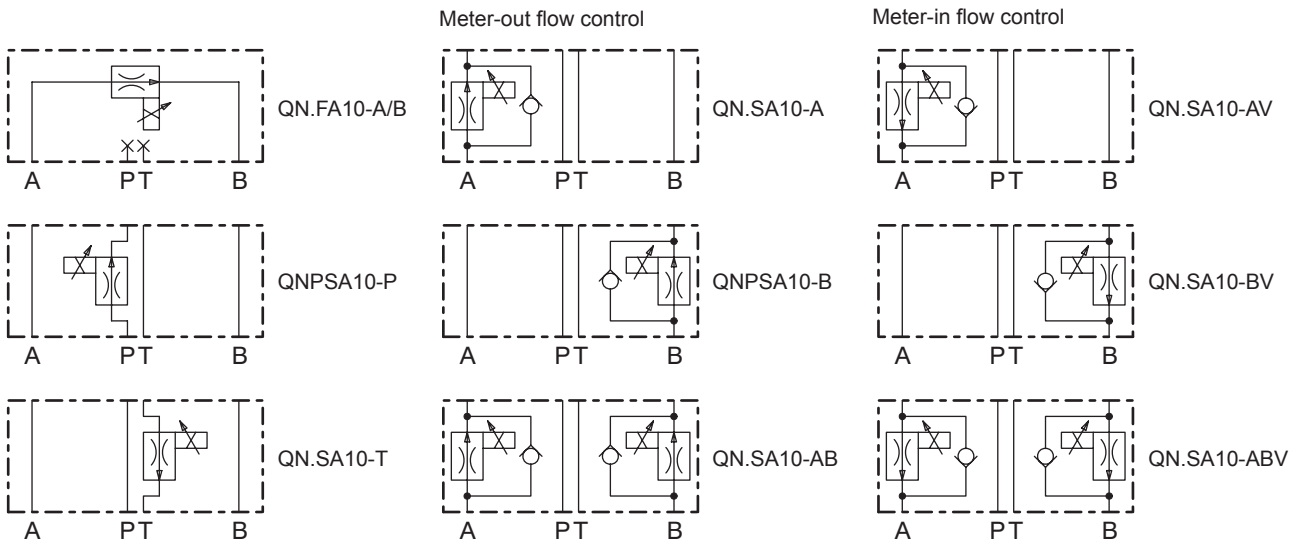 Meter-out flow control
Meter-in flow control
QN.FA10-A/B
QN.SA10-A
QN.SA10-AV
A PT B
A PT B
A PT B
QNPSA10-P
QNPSA10-B
QN.SA10-BV
A PT B
A PT B
A PT B
QN.SA10-T
QN.SA10-AB
QN.SA10-ABV
A PT B
A PT B
A PT B